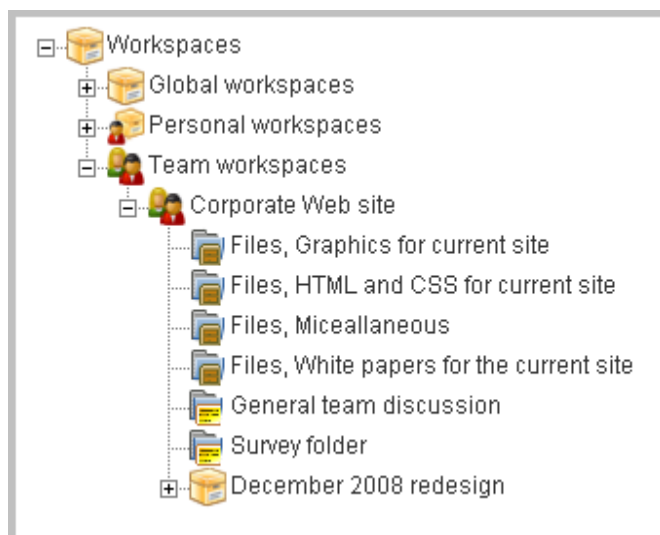 Workspaces
Global workspaces
Personal workspaces
Team workspaces
Corporate Web site
Files, Graphics for current site
Files, HTML and CSS for current site
Files, Miceallaneous
Files, White papers for the current site
General team discussion
Survey folder
December 2008 redesign